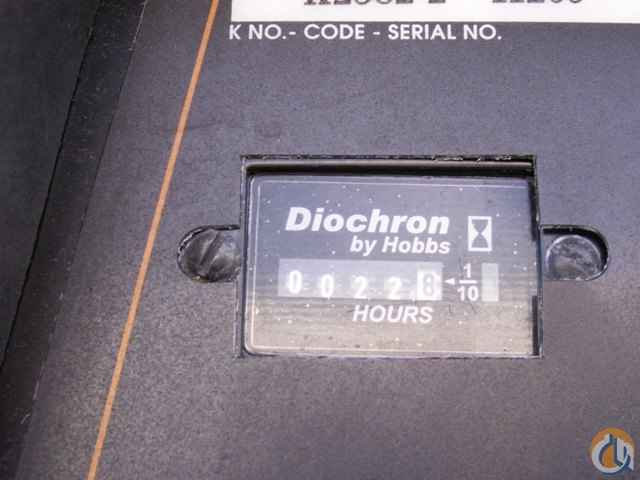 K NO.- CODE - SERIAL NO.
Diochron
by Hobbs
0 0 2 2 8 1/10
HOURS